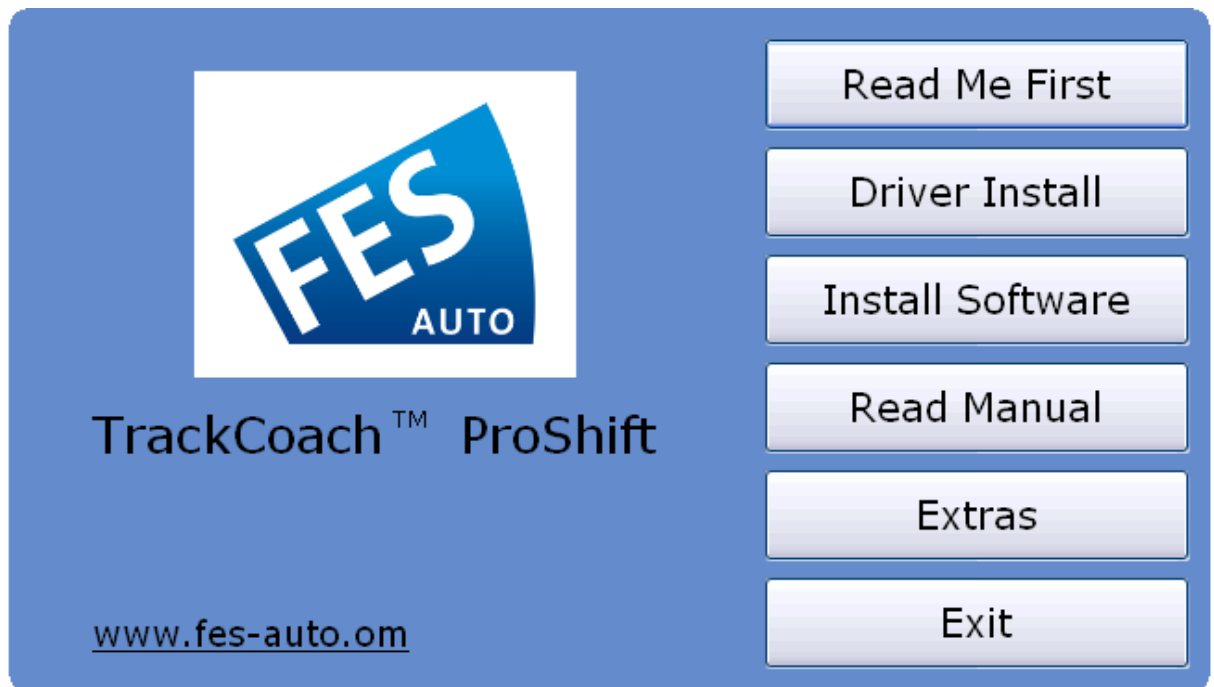 FES
AUTO
TrackCoach™ ProShift
www.fes-auto.om
Read Me First
Driver Install
Install Software
Read Manual
Extras
Exit